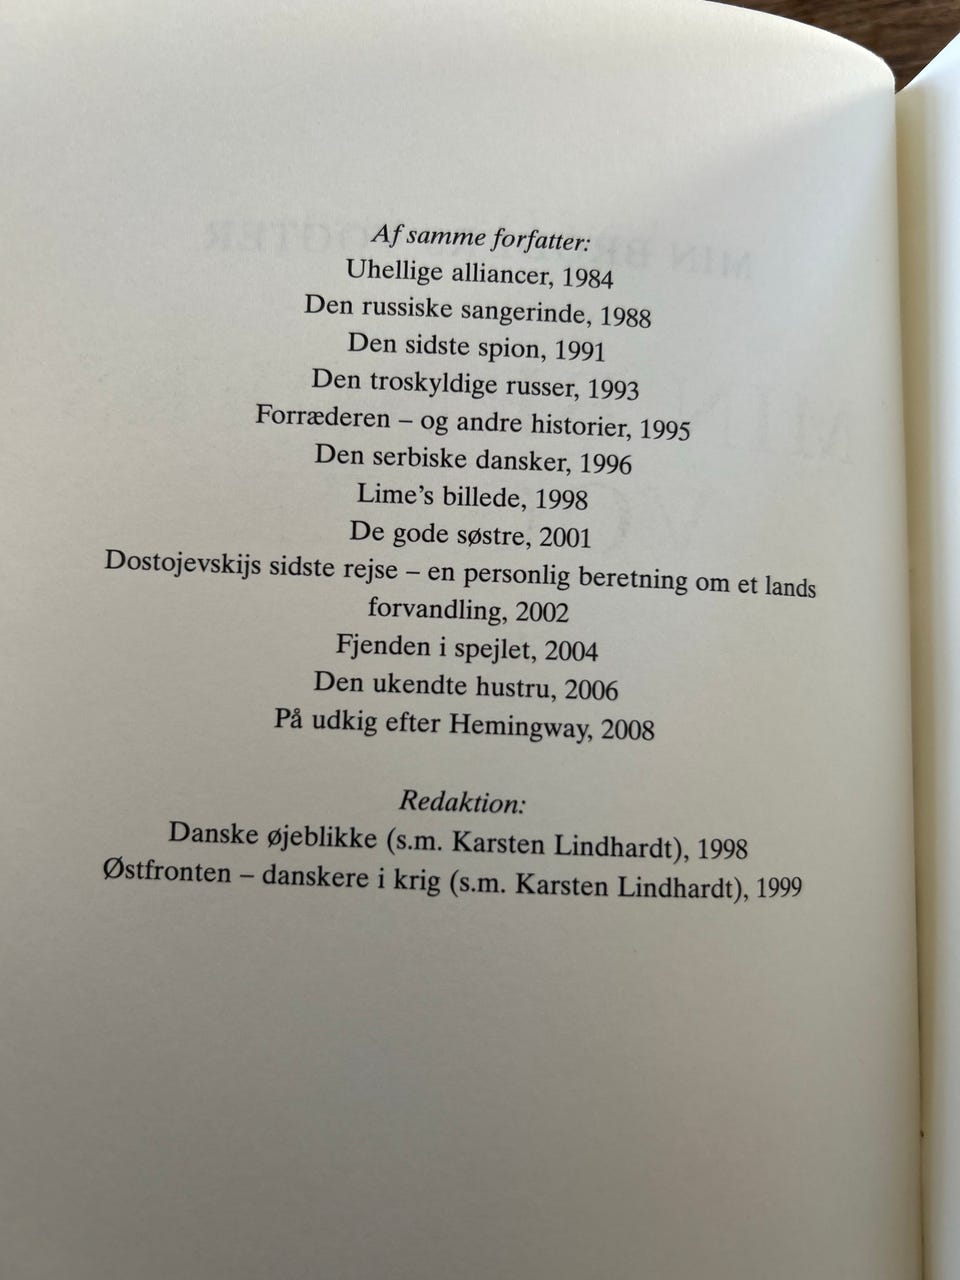 Af samme forfatter:
Uhellige alliancer, 1984
Den russiske sangerinde, 1988
Den sidste spion, 1991
Den troskyldige russer, 1993
Forræderen – og andre historier, 1995
Den serbiske dansker, 1996
Lime’s billede, 1998
De gode søstre, 2001
Dostojevskijs sidste rejse – en personlig beretning om et lands
forvandling, 2002
Fjenden i spejlet, 2004
Den ukendte hustru, 2006
På udkig efter Hemingway, 2008
Redaktion:
Danske øjeblikke (s.m. Karsten Lindhardt), 1998
Østfronten – danskere i krig (s.m. Karsten Lindhardt), 1999